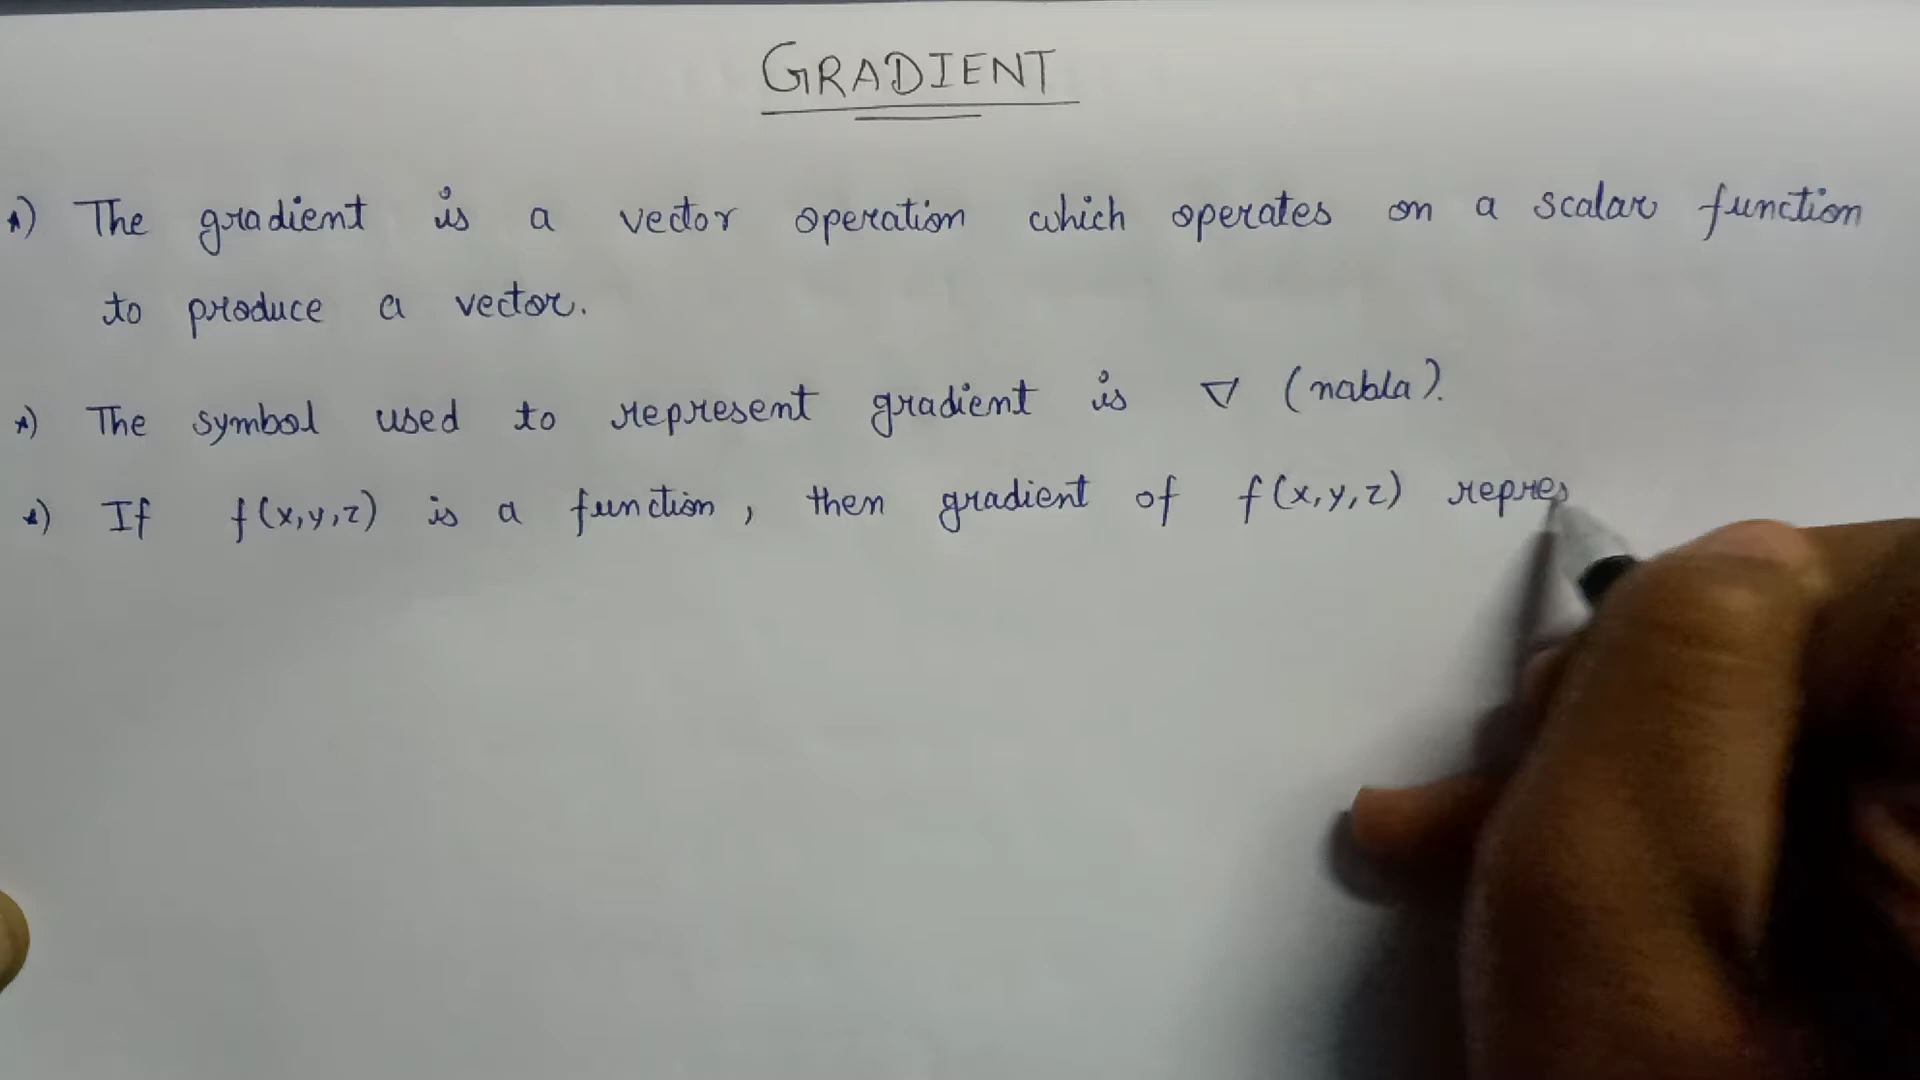 GRADIENT
*) The gradient is a vector operation which operates on a scalar function
to produce a vector.
*) The symbol used to represent gradient is ∇ (nabla).
*) If f(x,y,z) is a function, then gradient of f(x,y,z) repres